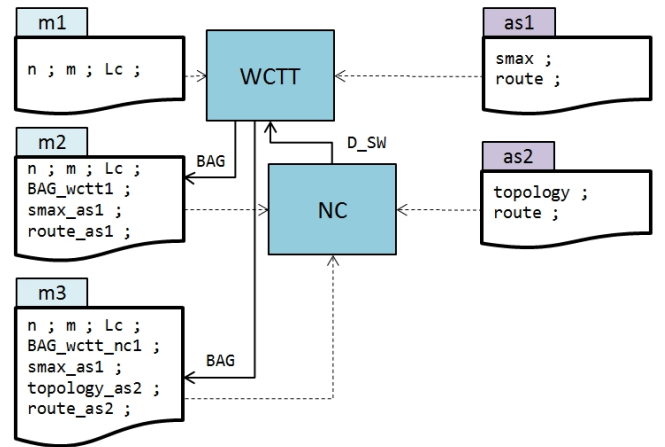 m1
n ; m ; Lc ;
WCTT
as1
smax ;
route ;
m2
n ; m ; Lc ;
BAG_wctt1 ;
smax_as1 ;
route_as1 ;
BAG
D_SW
NC
as2
topology ;
route ;
m3
n ; m ; Lc ;
BAG_wctt_nc1 ;
smax_as1 ;
topology_as2 ;
route_as2 ;
BAG